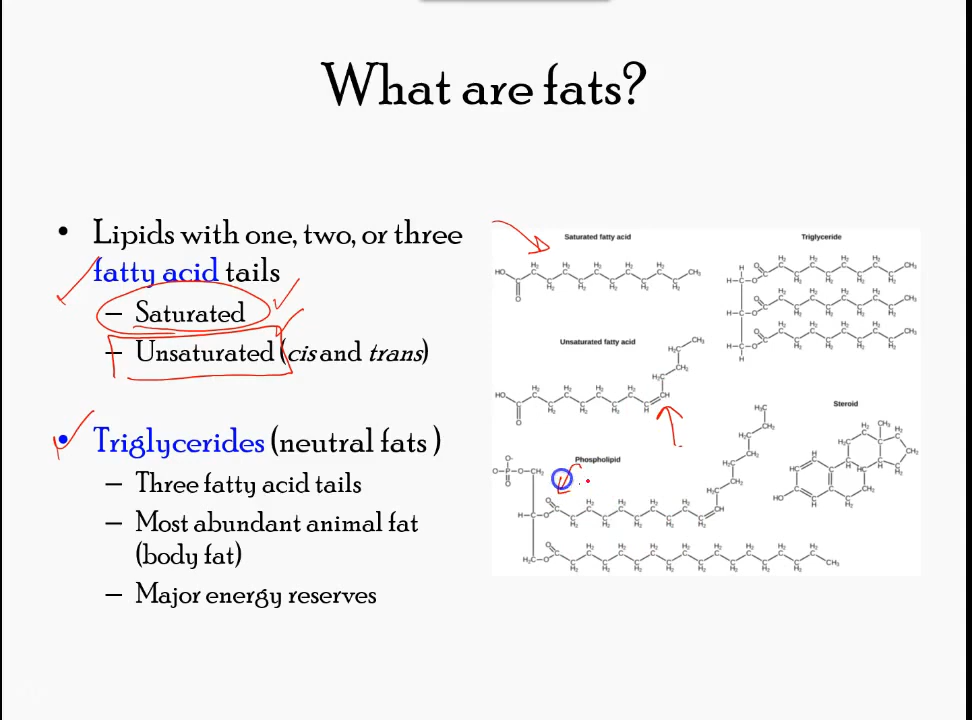 What are fats?
• Lipids with one, two, or three
fatty acid tails
– Saturated
– Unsaturated (cis and trans)
• Triglycerides (neutral fats )
– Three fatty acid tails
– Most abundant animal fat
(body fat)
– Major energy reserves
Saturated fatty acid
Triglyceride
Unsaturated fatty acid
Steroid
Phospholipid